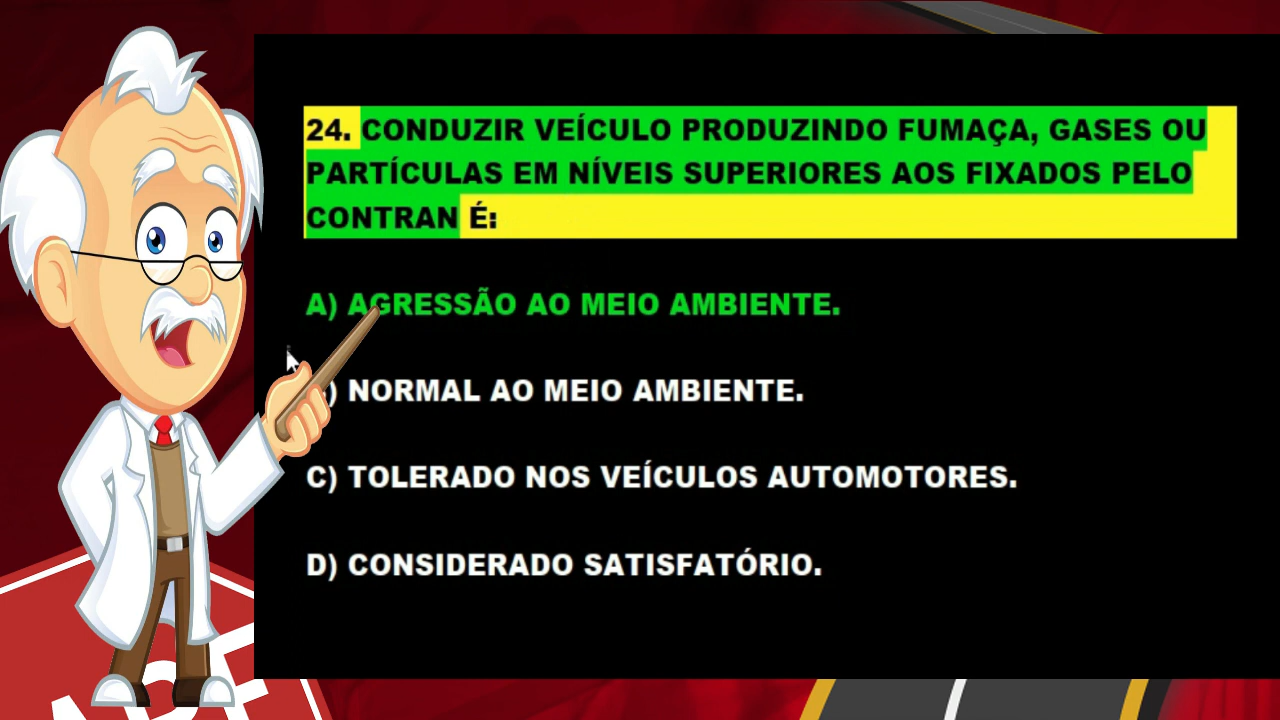 24. CONDUZIR VEÍCULO PRODUZINDO FUMAÇA, GASES OU
PARTÍCULAS EM NÍVEIS SUPERIORES AOS FIXADOS PELO
CONTRAN É:
A) AGRESSÃO AO MEIO AMBIENTE.
) NORMAL AO MEIO AMBIENTE.
C) TOLERADO NOS VEÍCULOS AUTOMOTORES.
D) CONSIDERADO SATISFATÓRIO.